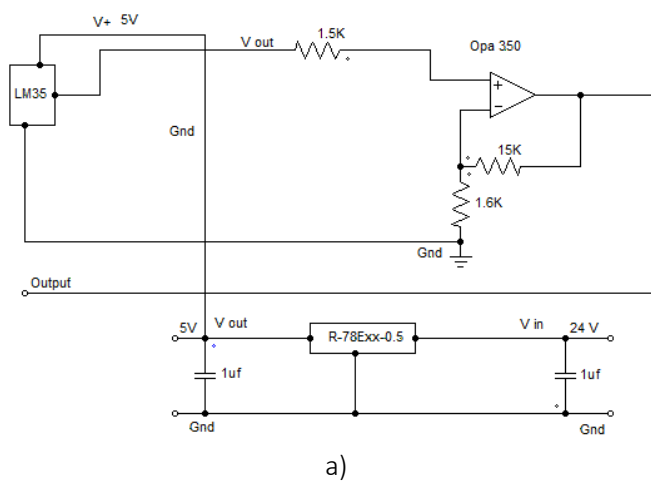 V+ 5V
V out
1.5K
Opa 350
LM35
+
−
Gnd
15K
1.6K
Gnd
Output
5V
V out
R-78Exx-0.5
V in
24 V
1uf
1uf
Gnd
Gnd
a)